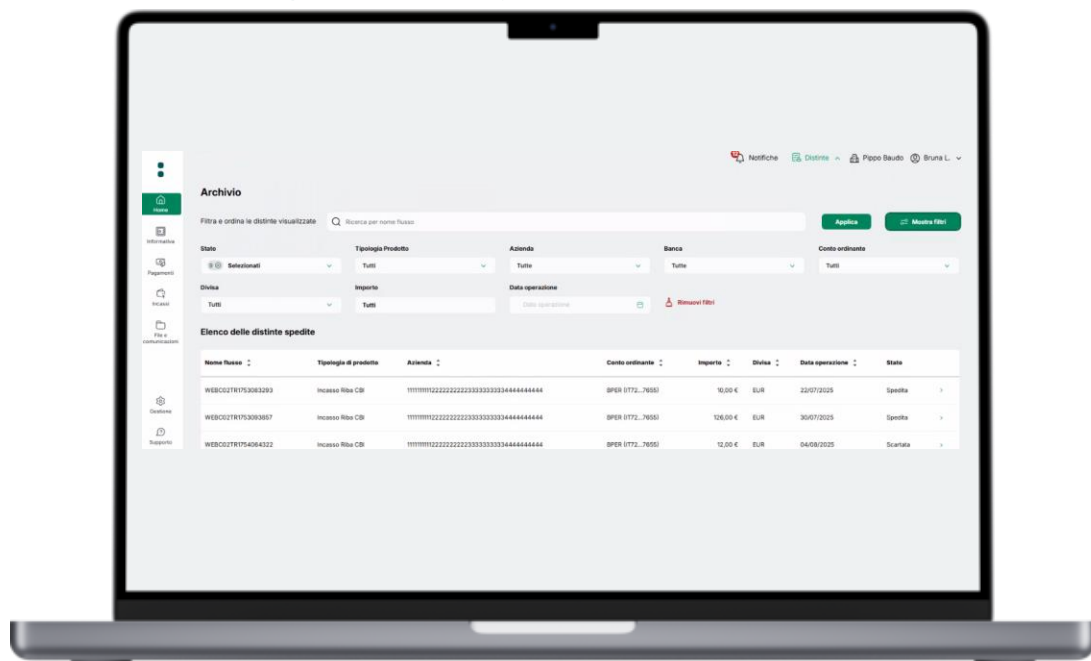 Notifiche Distinte Pippo Baudo Bruna L.
Home
Informativa
Pagamenti
Incassi
File e
comunicazioni
Gestione
Supporto
Archivio
Filtra e ordina le distinte visualizzate Ricerca per nome flusso Applica Mostra filtri
Stato Tipologia Prodotto Azienda Banca Conto ordinante
Selezionati Tutti Tutte Tutte Tutti
Divisa Importo Data operazione
Tutti Tutti Data operazione Rimuovi filtri
Elenco delle distinte spedite
Nome flusso Tipologia di prodotto Azienda Conto ordinante Importo Divisa Data operazione Stato
WEBC02TR1753083293 Incasso Riba CBI BPER (IT72...7655) 10,00 € EUR 22/07/2025 Spedita
WEBC02TR1753093857 Incasso Riba CBI BPER (IT72...7655) 126,00 € EUR 30/07/2025 Spedita
WEBC02TR1754064322 Incasso Riba CBI BPER (IT72...7655) 12,00 € EUR 04/08/2025 Scartata